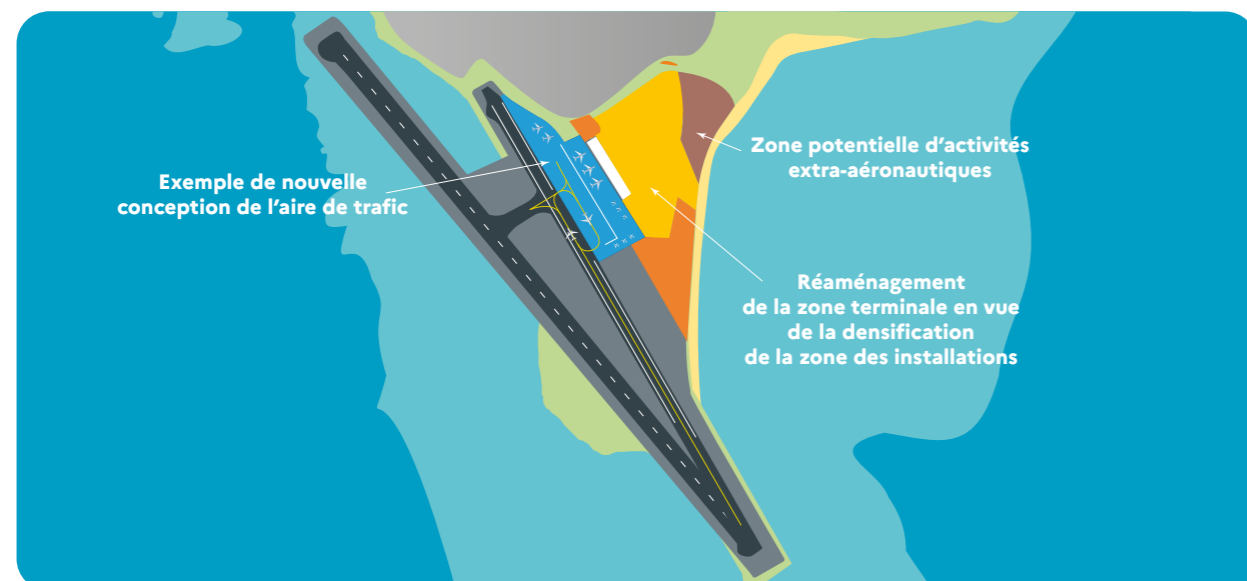 Exemple de nouvelle
conception de l’aire de trafic
Zone potentielle d’activités
extra-aéronautiques
Réaménagement
de la zone terminale en vue
de la densification
de la zone des installations